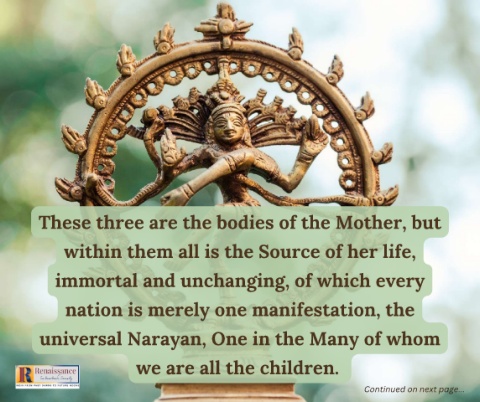 These three are the bodies of the Mother, but
within them all is the Source of her life,
immortal and unchanging, of which every
nation is merely one manifestation, the
universal Narayan, One in the Many of whom
we are all the children.
Renaissance
Continued on next page...